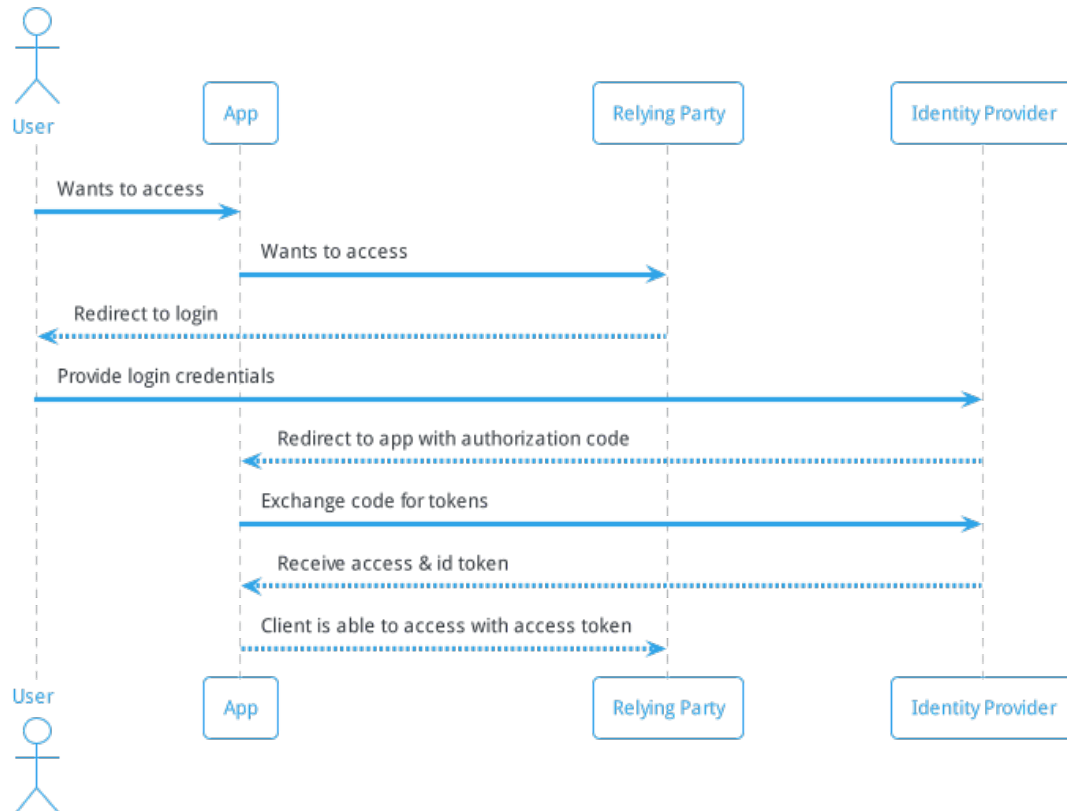 User
App
Relying Party
Identity Provider
Wants to access
Wants to access
Redirect to login
Provide login credentials
Redirect to app with authorization code
Exchange code for tokens
Receive access & id token
Client is able to access with access token
User
App
Relying Party
Identity Provider